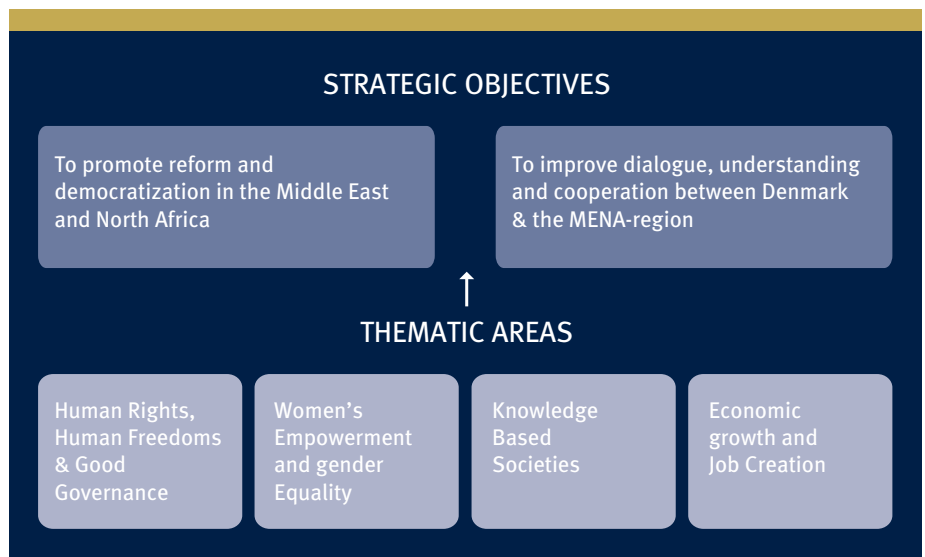 STRATEGIC OBJECTIVES
To promote reform and
democratization in the Middle East
and North Africa
To improve dialogue, understanding
and cooperation between Denmark
& the MENA-region
THEMATIC AREAS
Human Rights,
Human Freedoms
& Good
Governance
Women’s
Empowerment
and gender
Equality
Knowledge
Based
Societies
Economic
growth and
Job Creation